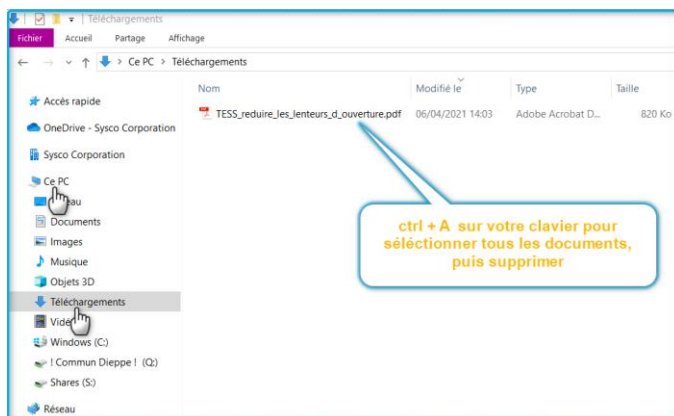 Téléchargements
Fichier Accueil Partage Affichage
> Ce PC > Téléchargements
Nom Modifié le Type Taille
TESS_reduire_les_lenteurs_d_ouverture.pdf 06/04/2021 14:03 Adobe Acrobat D... 820 Ko
Accès rapide
OneDrive - Sysco Corporation
Sysco Corporation
Ce PC
Documents
Images
Musique
Objets 3D
Téléchargements
Windows (C:)
! Commun Dieppe ! (Q:)
Shares (S:)
Réseau
ctrl + A sur votre clavier pour
séléctionner tous les documents,
puis supprimer